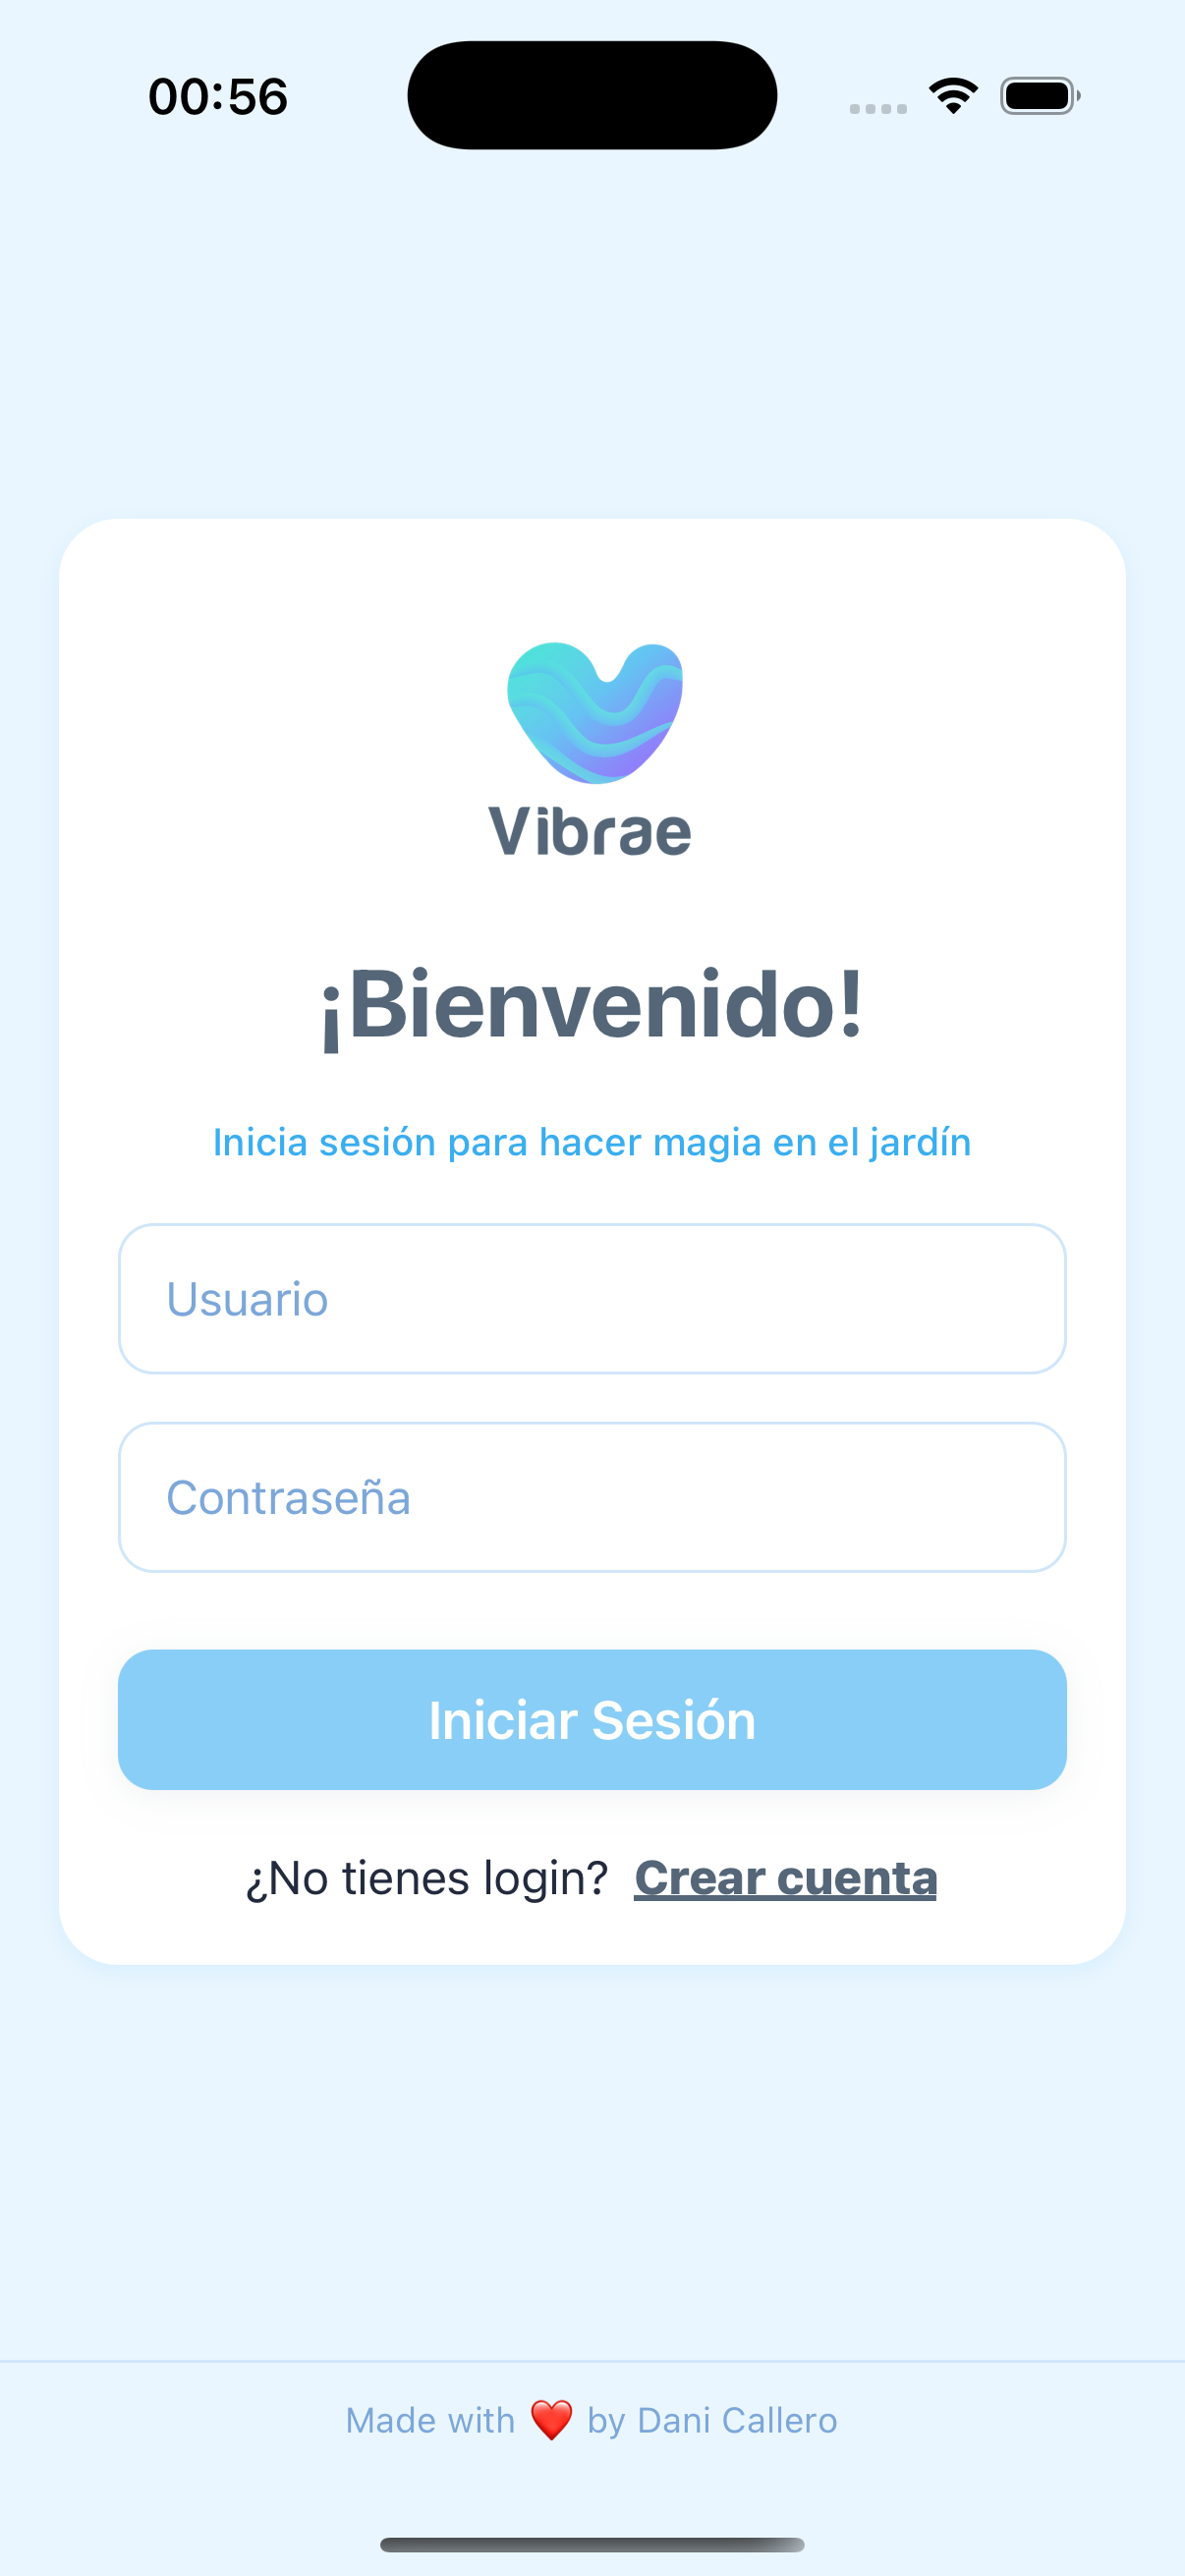 00:56
Vibrae
¡Bienvenido!
Inicia sesión para hacer magia en el jardín
Usuario
Contraseña
Iniciar Sesión
¿No tienes login? Crear cuenta
Made with ❤️ by Dani Callero